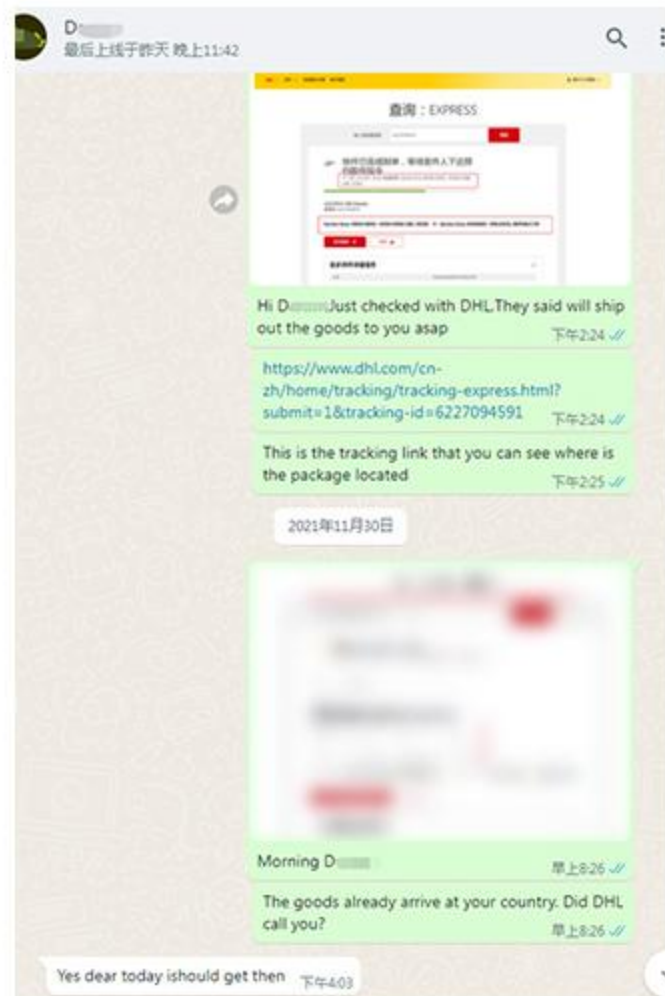 D
最后上线于昨天 晚上11:42
查询：EXPRESS
Hi D Just checked with DHL,They said will ship
out the goods to you asap
下午2:24
https://www.dhl.com/cn-
zh/home/tracking/tracking-express.html?
submit=1&tracking-id=6227094591
下午2:24
This is the tracking link that you can see where is
the package located
下午2:25
2021年11月30日
Morning D
早上8:26
The goods already arrive at your country. Did DHL
call you?
早上8:26
Yes dear today ishould get then
下午4:03